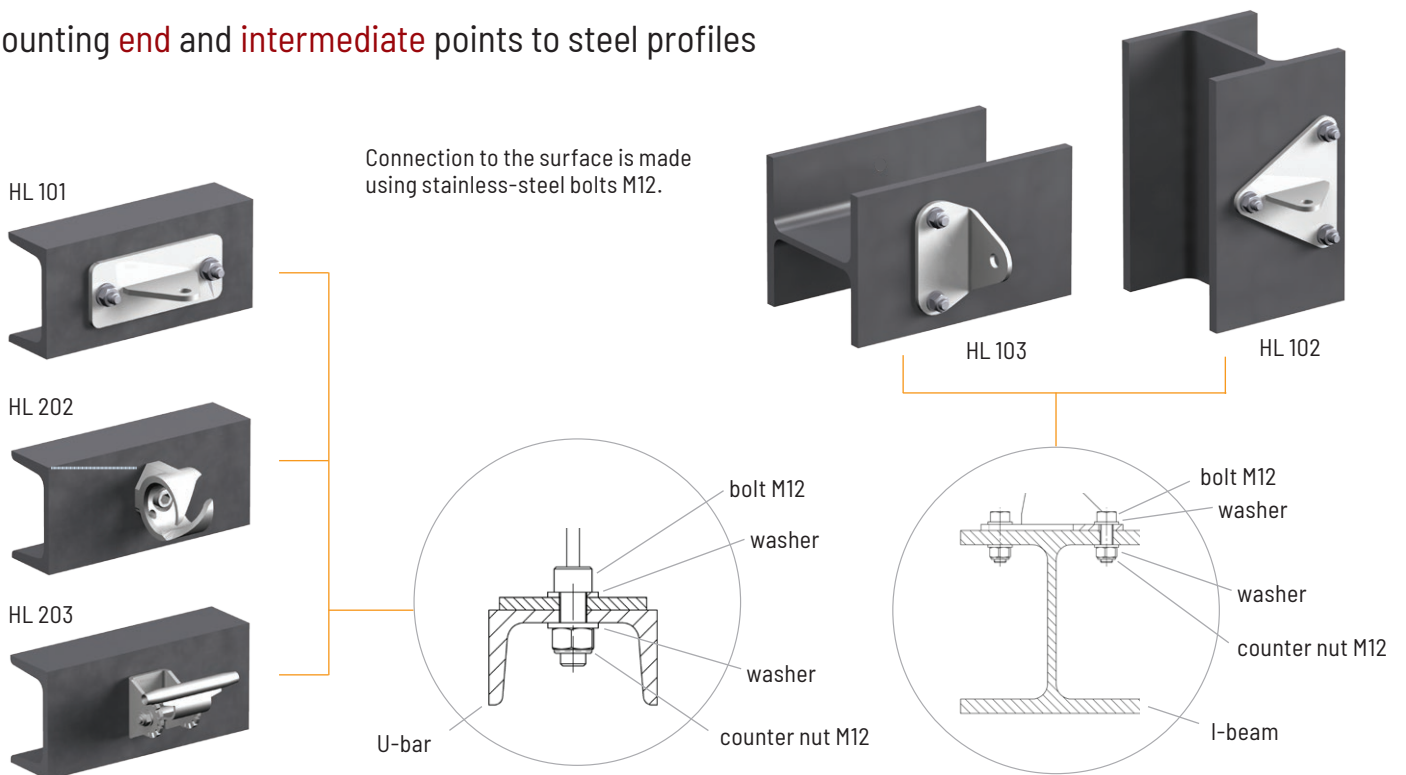 ounting end and intermediate points to steel profiles
Connection to the surface is made
using stainless-steel bolts M12.
HL 101
HL 103
HL 102
HL 202
bolt M12
washer
washer
counter nut M12
U-bar
HL 203
bolt M12
washer
washer
counter nut M12
I-beam